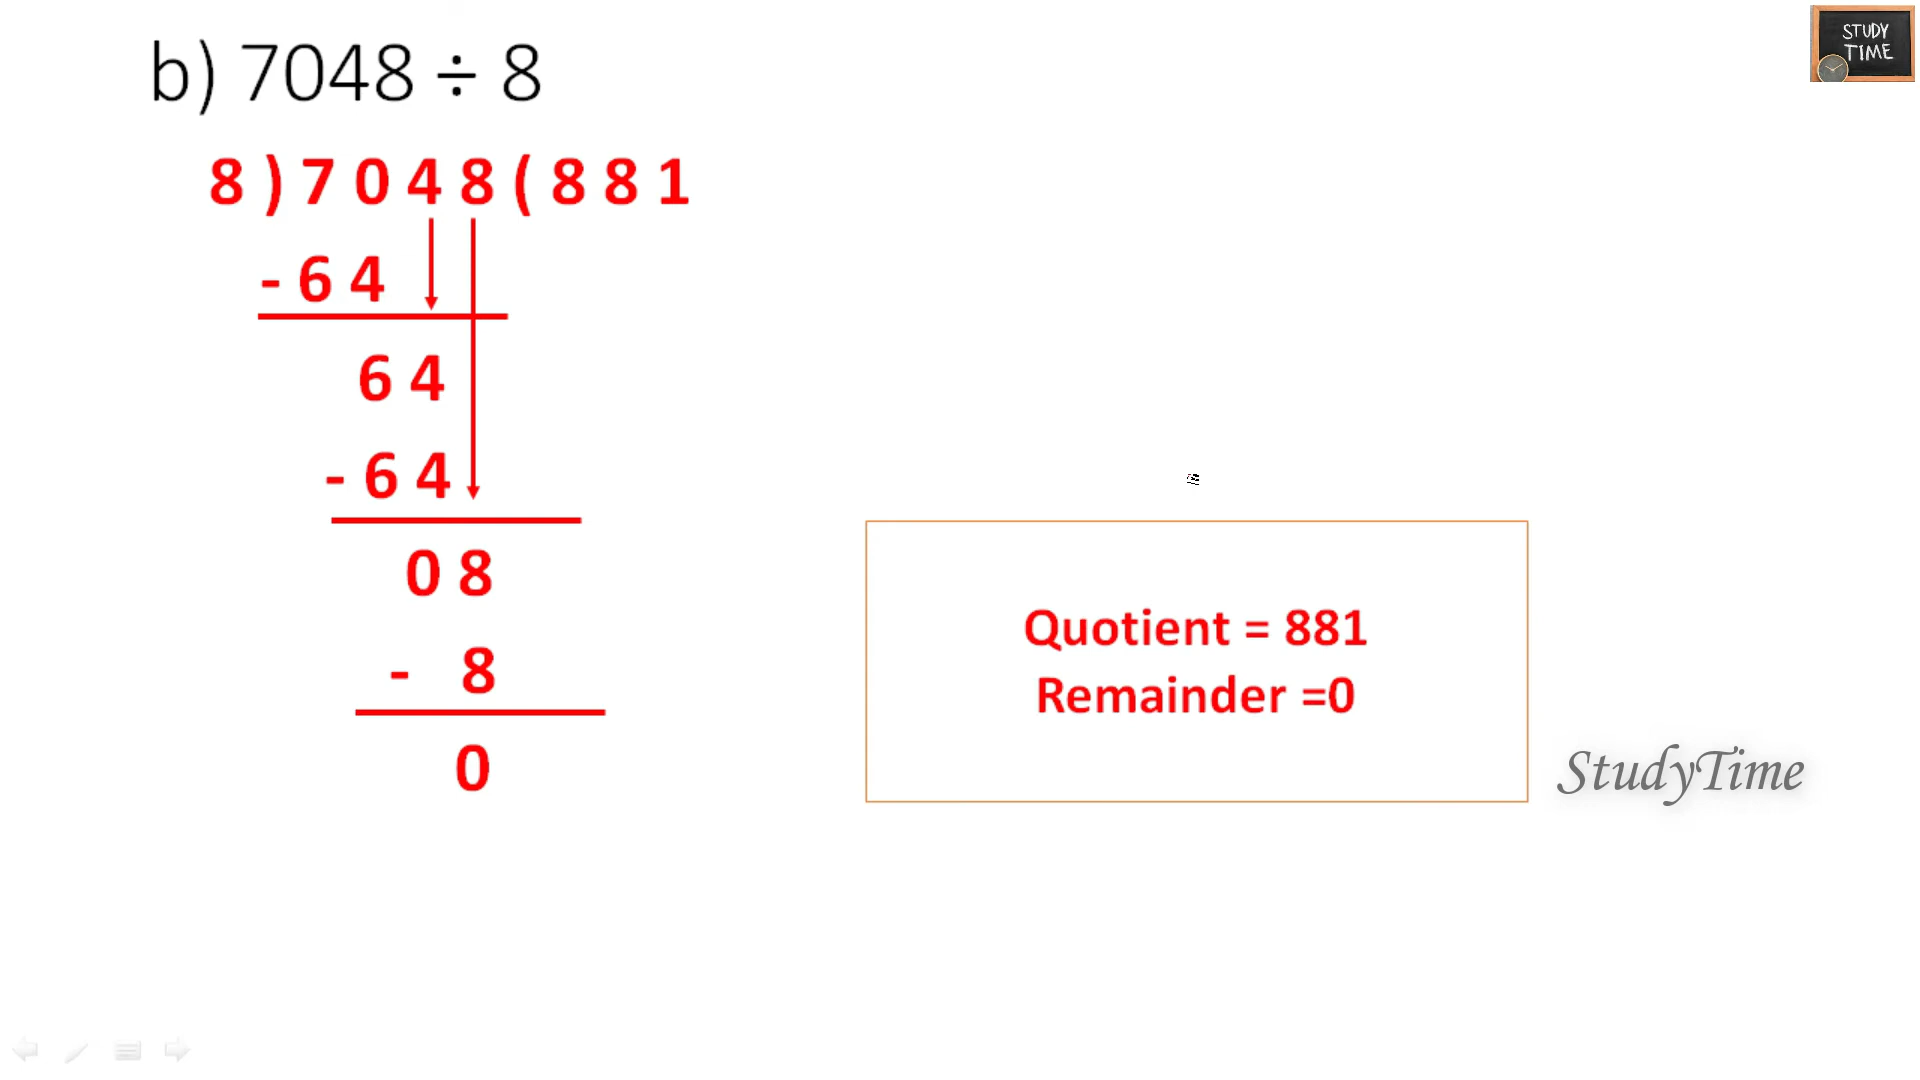 b) 7048 ÷ 8
STUDY
TIME
8 ) 7 0 4 8 ( 8 8 1
- 6 4
6 4
- 6 4
0 8
- 8
0
Quotient = 881
Remainder =0
StudyTime